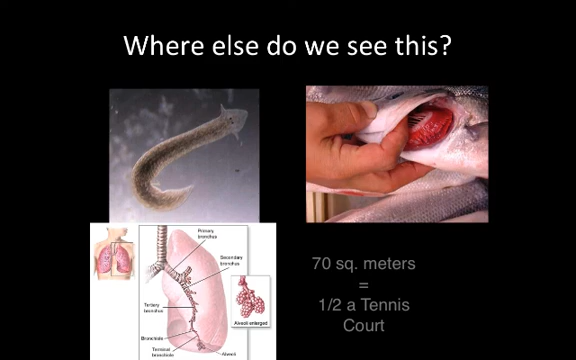 Where else do we see this?
Primary
bronchus
Secondary
bronchus
Tertiary
bronchus
Bronchiole
Terminal
bronchiole
Alveoli enlarged
Alveoli
70 sq. meters
=
1/2 a Tennis
Court